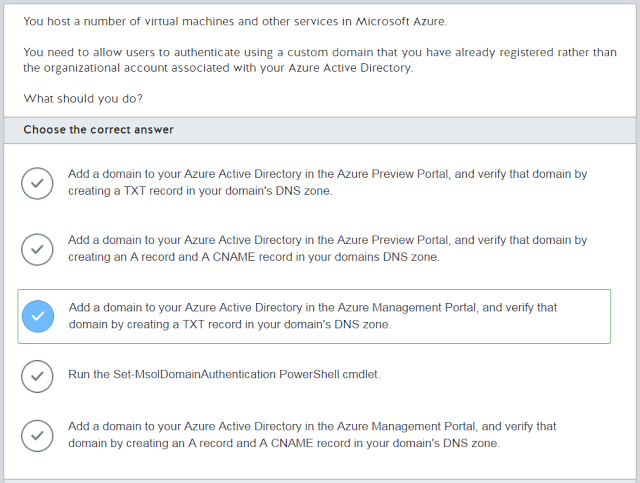 You host a number of virtual machines and other services in Microsoft Azure.
You need to allow users to authenticate using a custom domain that you have already registered rather than
the organizational account associated with your Azure Active Directory.
What should you do?
Choose the correct answer
Add a domain to your Azure Active Directory in the Azure Preview Portal, and verify that domain by
creating a TXT record in your domain's DNS zone.
Add a domain to your Azure Active Directory in the Azure Preview Portal, and verify that domain by
creating an A record and A CNAME record in your domains DNS zone.
Add a domain to your Azure Active Directory in the Azure Management Portal, and verify that
domain by creating a TXT record in your domain's DNS zone.
Run the Set-MsolDomainAuthentication PowerShell cmdlet.
Add a domain to your Azure Active Directory in the Azure Management Portal, and verify that
domain by creating an A record and A CNAME record in your domain's DNS zone.